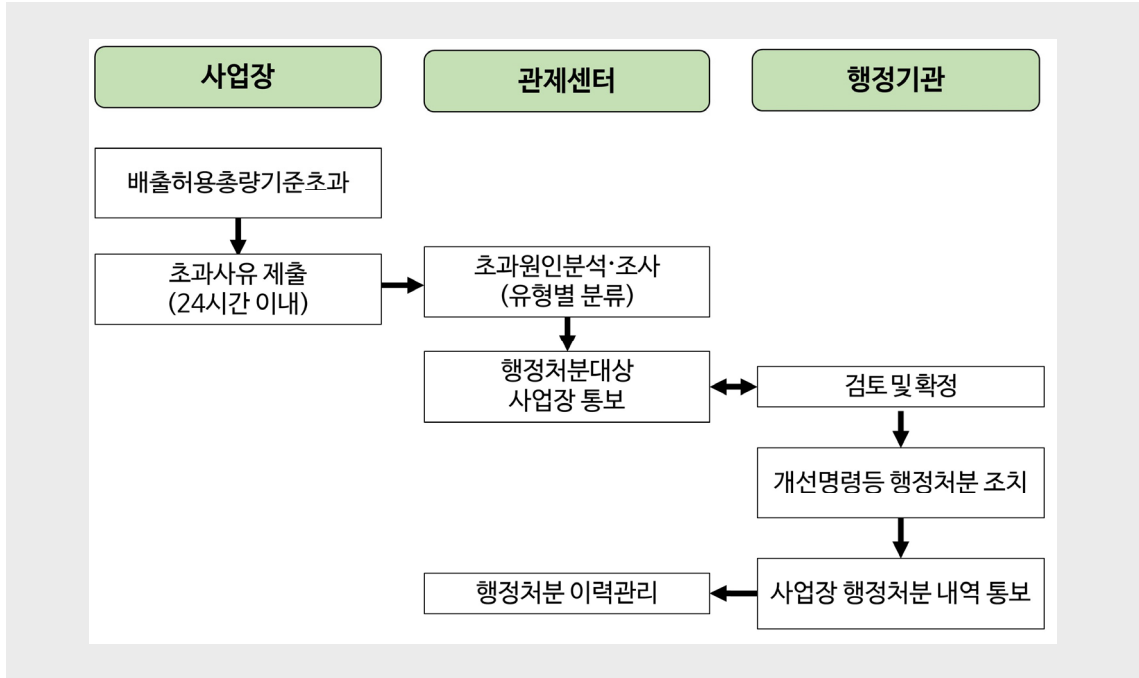 사업장
관제센터
행정기관
배출허용총량기준초과
초과사유 제출
(24시간 이내)
초과원인분석·조사
(유형별 분류)
행정처분대상
사업장 통보
검토 및 확정
개선명령등 행정처분 조치
사업장 행정처분 내역 통보
행정처분 이력관리